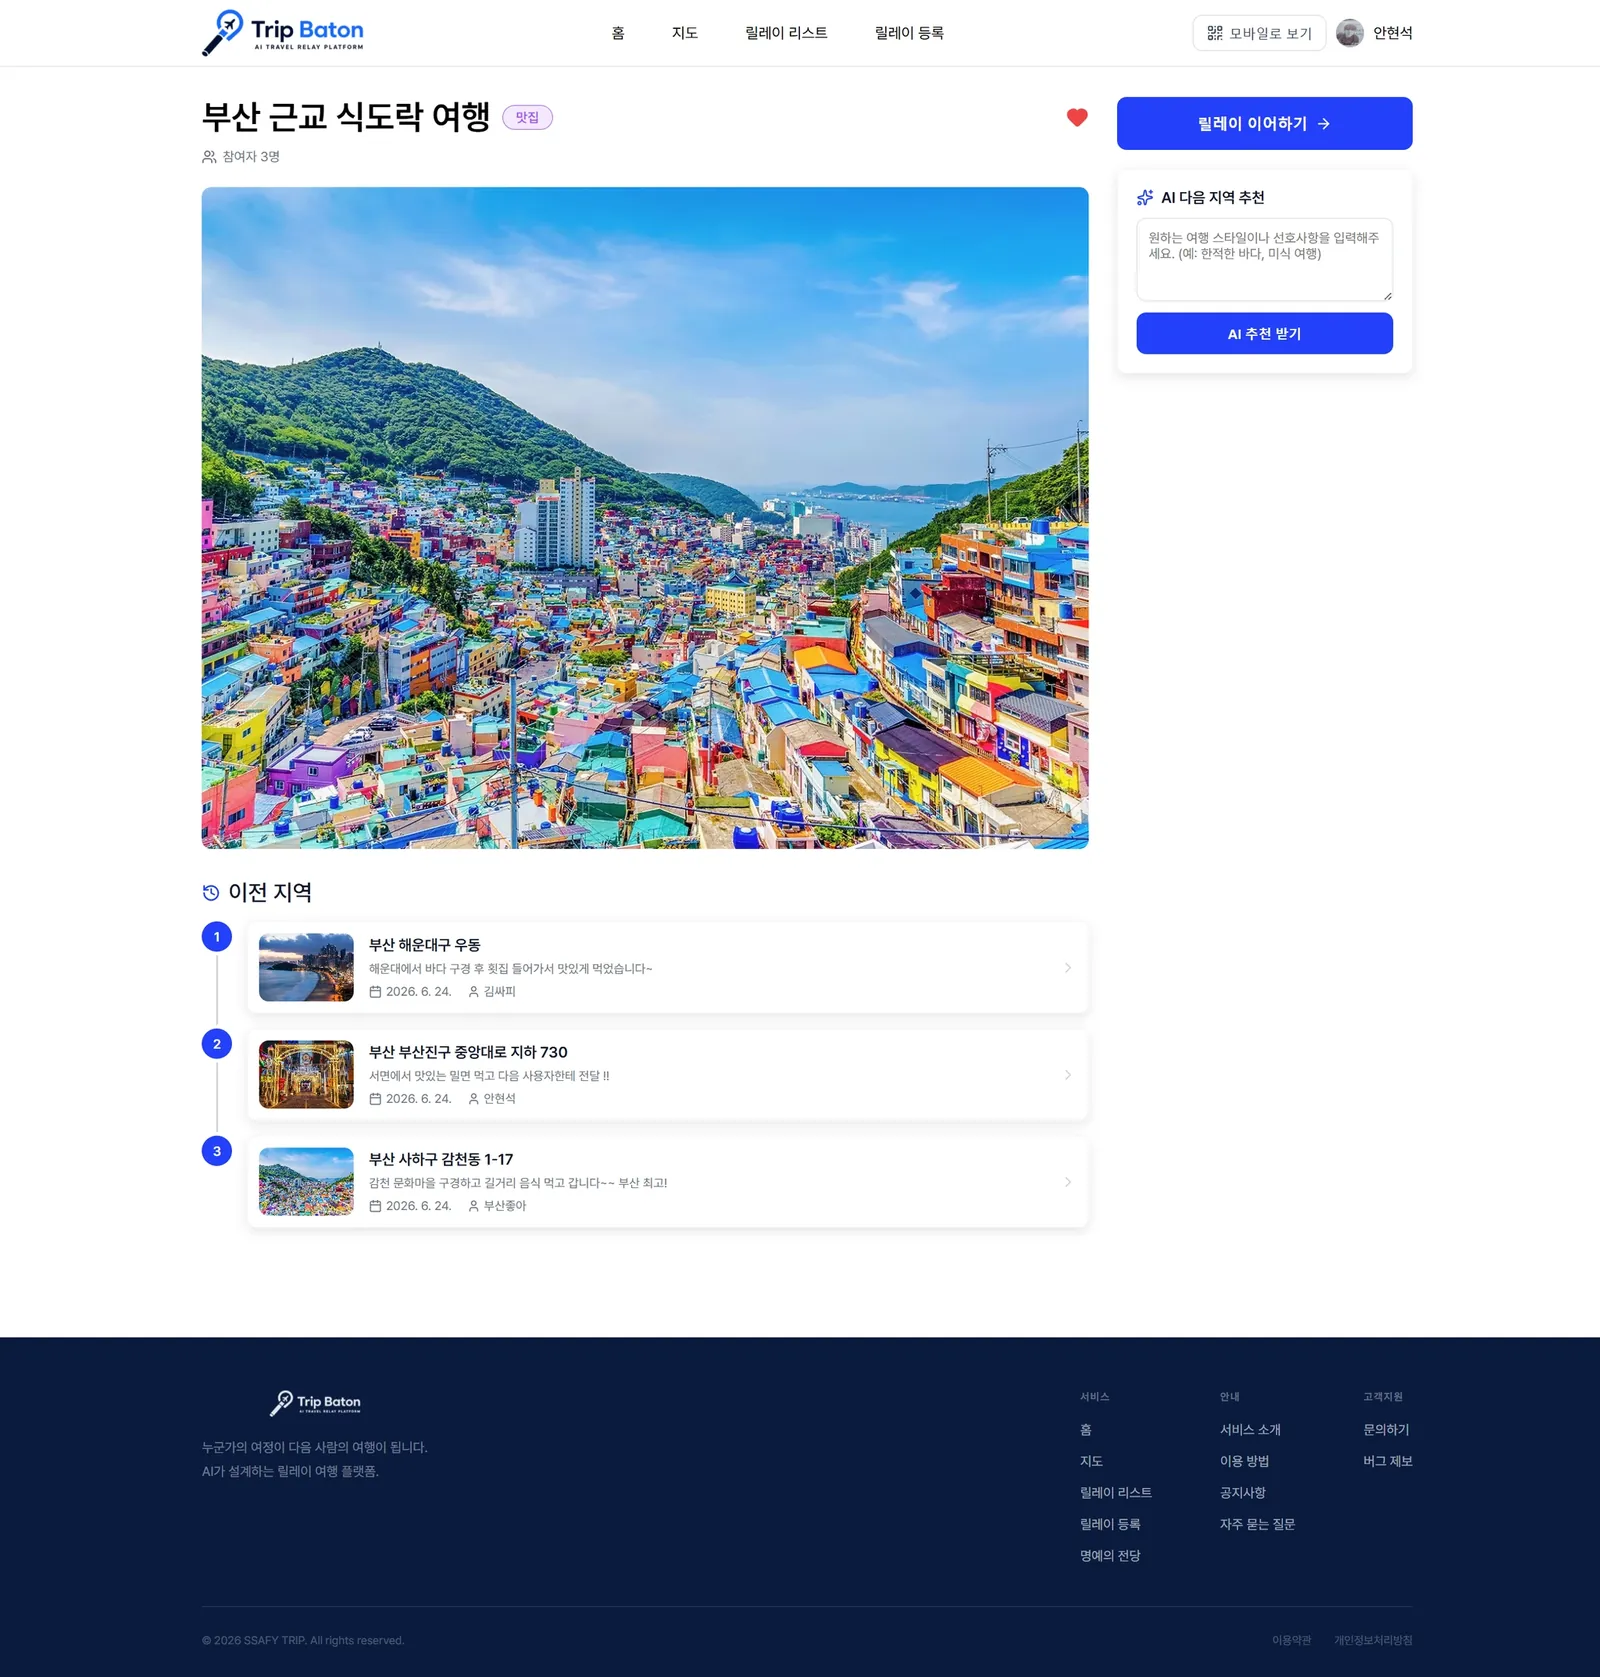 Trip Baton
AI TRAVEL RELAY PLATFORM
홈
지도
릴레이 리스트
릴레이 등록
모바일로 보기
안현석
부산 근교 식도락 여행
맛집
참여자 3명
릴레이 이어하기
AI 다음 지역 추천
원하는 여행 스타일이나 선호사항을 입력해주
세요. (예: 한적한 바다, 미식 여행)
AI 추천 받기
이전 지역
1
부산 해운대구 우동
해운대에서 바다 구경 후 횟집 들어가서 맛있게 먹었습니다~
2026. 6. 24.
김싸피
2
부산 부산진구 중앙대로 지하 730
서면에서 맛있는 밀면 먹고 다음 사용자한테 전달 !!
2026. 6. 24.
안현석
3
부산 사하구 감천동 1-17
감천 문화마을 구경하고 길거리 음식 먹고 갑니다~~ 부산 최고!
2026. 6. 24.
부산좋아
Trip Baton
AI TRAVEL RELAY PLATFORM
누군가의 여정이 다음 사람의 여행이 됩니다.
AI가 설계하는 릴레이 여행 플랫폼.
서비스
홈
지도
릴레이 리스트
릴레이 등록
명예의 전당
안내
서비스 소개
이용 방법
공지사항
자주 묻는 질문
고객지원
문의하기
버그 제보
© 2026 SSAFY TRIP. All rights reserved.
이용약관
개인정보처리방침